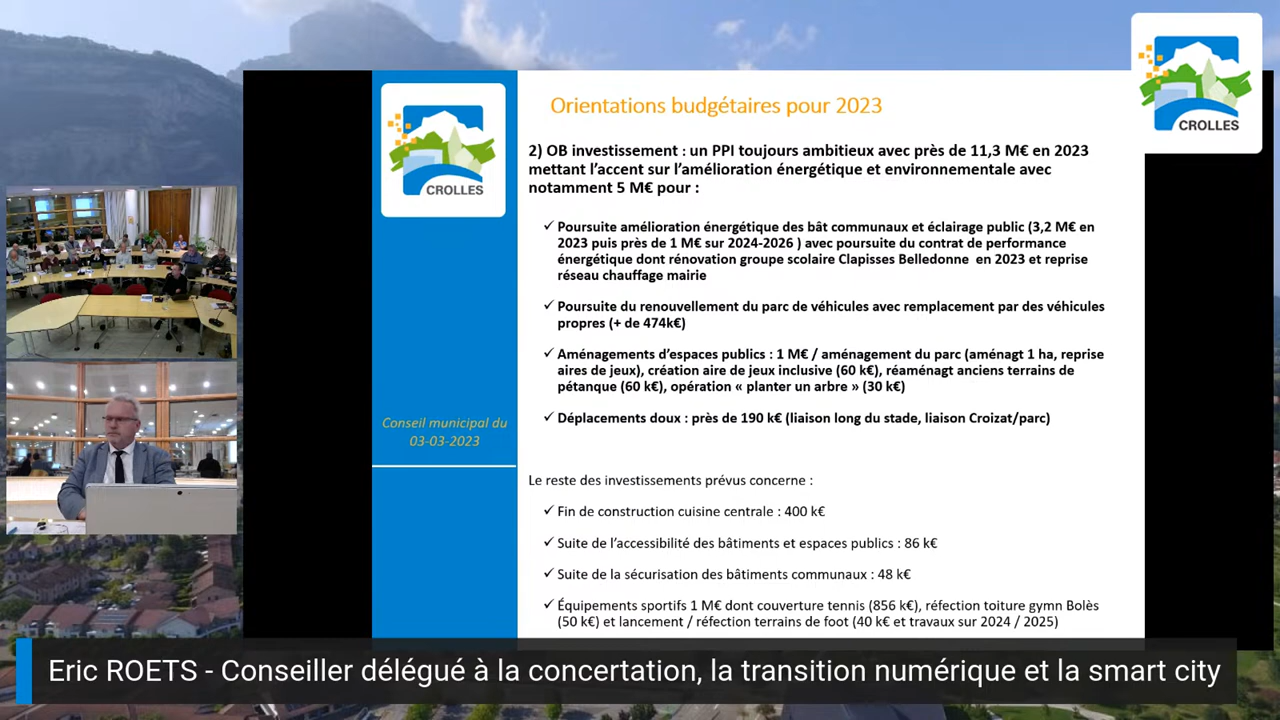 CROLLES
CROLLES
Orientations budgétaires pour 2023
2) OB investissement : un PPI toujours ambitieux avec près de 11,3 M€ en 2023
mettant l’accent sur l’amélioration énergétique et environnementale avec
notamment 5 M€ pour :
✓ Poursuite amélioration énergétique des bât communaux et éclairage public (3,2 M€ en
2023 puis près de 1 M€ sur 2024-2026 ) avec poursuite du contrat de performance
énergétique dont rénovation groupe scolaire Clapisses Belledonne en 2023 et reprise
réseau chauffage mairie
✓ Poursuite du renouvellement du parc de véhicules avec remplacement par des véhicules
propres (+ de 474k€)
✓ Aménagements d’espaces publics : 1 M€ / aménagement du parc (aménagt 1 ha, reprise
aires de jeux), création aire de jeux inclusive (60 k€), réaménagt anciens terrains de
pétanque (60 k€), opération « planter un arbre » (30 k€)
✓ Déplacements doux : près de 190 k€ (liaison long du stade, liaison Croizat/parc)
Conseil municipal du
03-03-2023
Le reste des investissements prévus concerne :
✓ Fin de construction cuisine centrale : 400 k€
✓ Suite de l’accessibilité des bâtiments et espaces publics : 86 k€
✓ Suite de la sécurisation des bâtiments communaux : 48 k€
✓ Équipements sportifs 1 M€ dont couverture tennis (856 k€), réfection toiture gymn Bolès
(50 k€) et lancement / réfection terrains de foot (40 k€ et travaux sur 2024 / 2025)
Eric ROETS - Conseiller délégué à la concertation, la transition numérique et la smart city